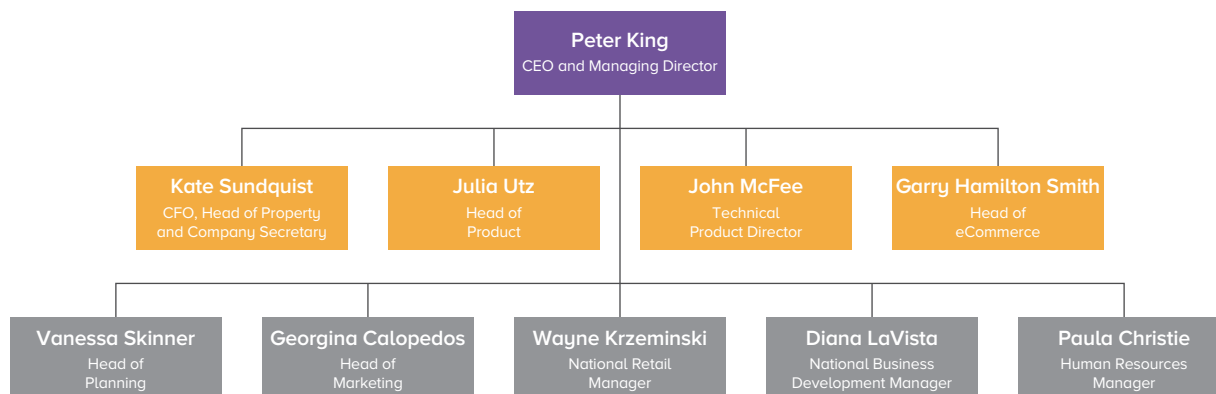 Peter King
CEO and Managing Director
Kate Sundquist
CFO, Head of Property
and Company Secretary
Julia Utz
Head of
Product
John McFee
Technical
Product Director
Garry Hamilton Smith
Head of
eCommerce
Vanessa Skinner
Head of
Planning
Georgina Calopedos
Head of
Marketing
Wayne Krzeminski
National Retail
Manager
Diana LaVista
National Business
Development Manager
Paula Christie
Human Resources
Manager